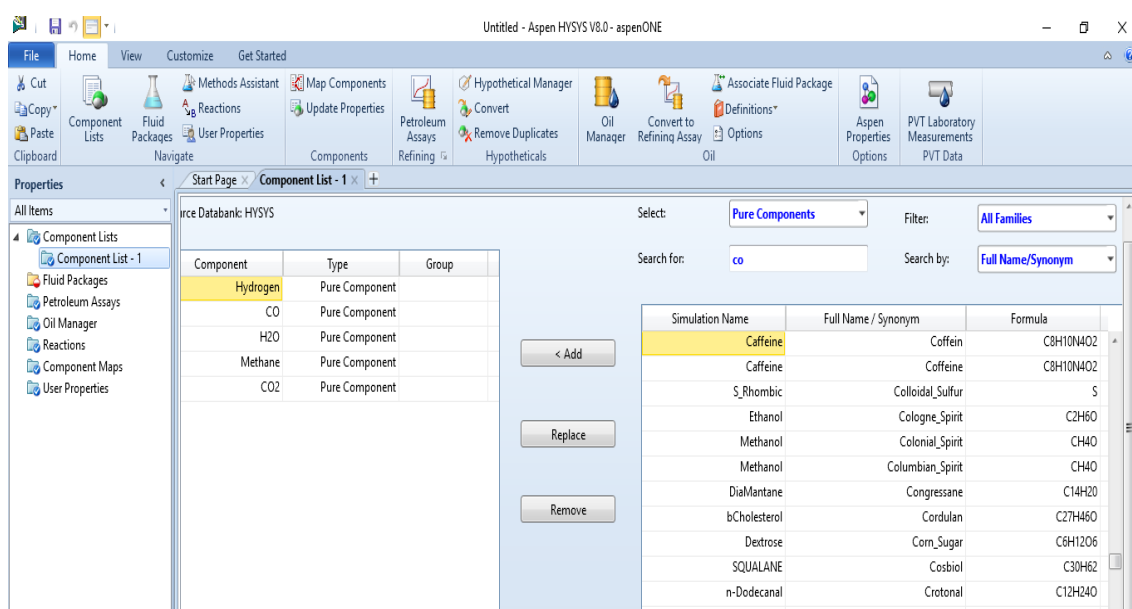 Untitled - Aspen HYSYS V8.0 - aspenONE
File Home View Customize Get Started
Cut
Copy
Paste
Clipboard
Component Lists
Fluid Packages
Methods Assistant
Reactions
User Properties
Navigate
Map Components
Update Properties
Components
Petroleum Assays
Refining
Hypothetical Manager
Convert
Remove Duplicates
Hypotheticals
Oil Manager
Convert to Refining Assay
Associate Fluid Package
Definitions
Options
Oil
Aspen Properties
Options
PVT Laboratory Measurements
PVT Data
Properties <
Start Page × Component List - 1 × +
All Items
Component Lists
Component List - 1
Fluid Packages
Petroleum Assays
Oil Manager
Reactions
Component Maps
User Properties
irce Databank: HYSYS
Component Type Group
Hydrogen Pure Component
CO Pure Component
H2O Pure Component
Methane Pure Component
CO2 Pure Component
< Add
Replace
Remove
Select: Pure Components Filter: All Families
Search for: co Search by: Full Name/Synonym
Simulation Name Full Name / Synonym Formula
Caffeine Coffein C8H10N4O2
Caffeine Coffeine C8H10N4O2
S_Rhombic Colloidal_Sulfur S
Ethanol Cologne_Spirit C2H6O
Methanol Colonial_Spirit CH4O
Methanol Columbian_Spirit CH4O
DiaMantane Congressane C14H20
bCholesterol Cordulan C27H46O
Dextrose Corn_Sugar C6H12O6
SQUALANE Cosbiol C30H62
n-Dodecanal Crotonal C12H24O